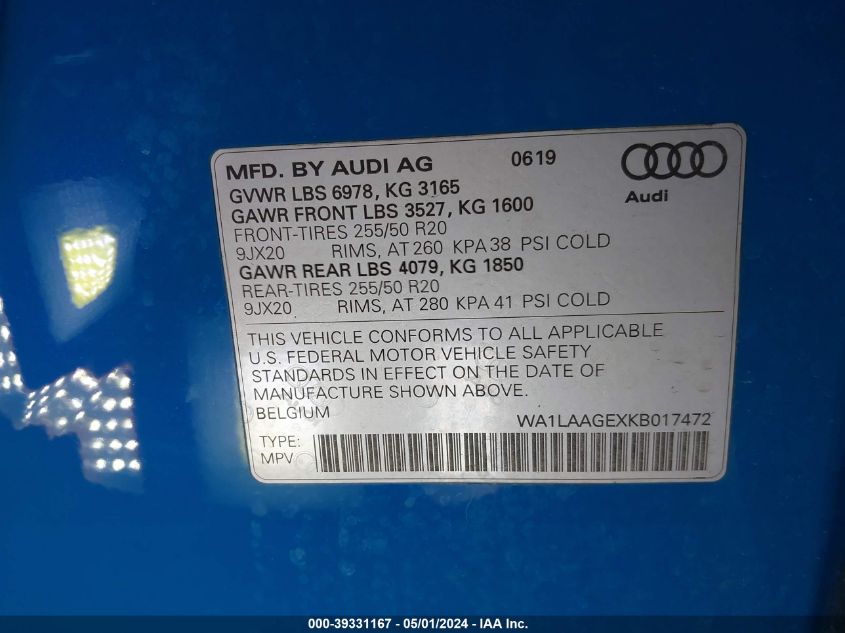 MFD. BY AUDI AG 0619
Audi
GVWR LBS 6978, KG 3165
GAWR FRONT LBS 3527, KG 1600
FRONT-TIRES 255/50 R20
9JX20 RIMS, AT 260 KPA 38 PSI COLD
GAWR REAR LBS 4079, KG 1850
REAR-TIRES 255/50 R20
9JX20 RIMS, AT 280 KPA 41 PSI COLD
THIS VEHICLE CONFORMS TO ALL APPLICABLE
U.S. FEDERAL MOTOR VEHICLE SAFETY
STANDARDS IN EFFECT ON THE DATE OF
MANUFACTURE SHOWN ABOVE.
BELGIUM WA1LAAGEXKB017472
TYPE:
MPV
000-39331167 - 05/01/2024 - IAA Inc.